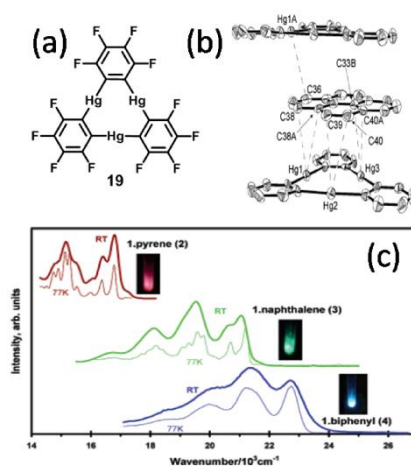 (a)
F
F
F
F
Hg
Hg
F
F
F
Hg
F
F
F
F
F
19
(b)
Hg1A
C36
C33B
C38
C40A
C38A
C39
C40
Hg1
Hg3
Hg2
(c)
RT
1.pyrene (2)
77K
RT
1.naphthalene (3)
77K
RT
1.biphenyl (4)
77K
Intensity, arb. units
14 16 20 21 22 24 26
Wavenumber/10³cm⁻¹